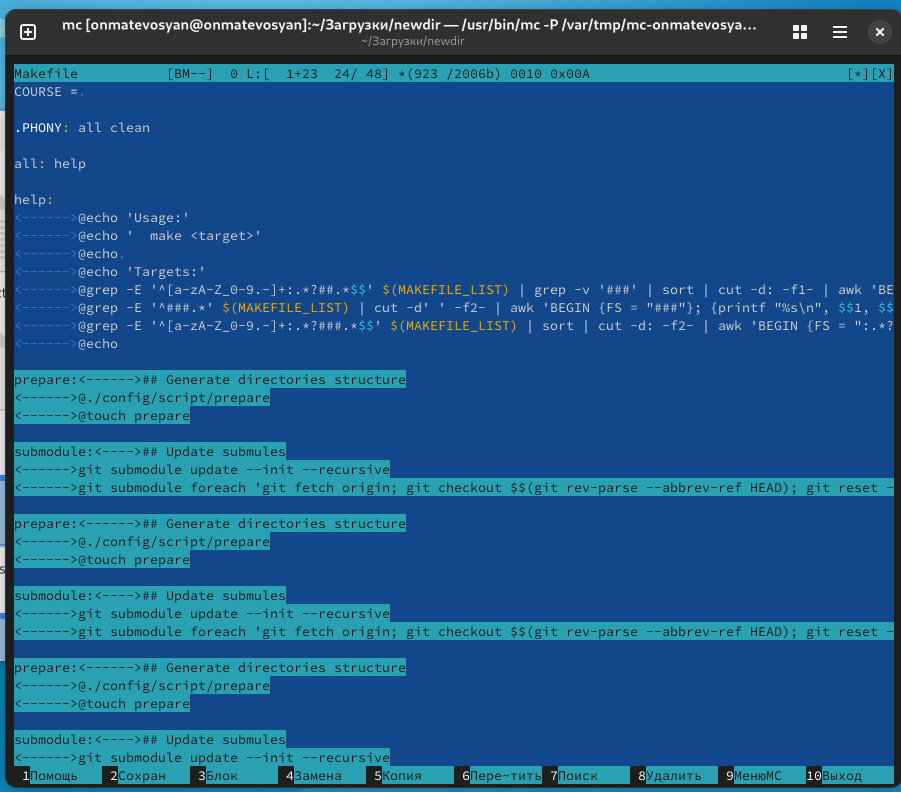 mc [onmatevosyan@onmatevosyan]:~/Загрузки/newdir — /usr/bin/mc -P /var/tmp/mc-onmatevosya…
~/Загрузки/newdir
Makefile [BM--] 0 L:[ 1+23 24/ 48] *(923 /2006b) 0010 0x00A [*][X]
COURSE =.
.PHONY: all clean
all: help
help:
<------>@echo 'Usage:'
<------>@echo '  make <target>'
<------>@echo.
<------>@echo 'Targets:'
<------>@grep -E '^[a-zA-Z_0-9.-]+:.*?##.*$$' $(MAKEFILE_LIST) | grep -v '###' | sort | cut -d: -f1- | awk 'BE
<------>@grep -E '^###.*' $(MAKEFILE_LIST) | cut -d' ' -f2- | awk 'BEGIN {FS = "###"}; {printf "%s\n", $$1, $$
<------>@grep -E '^[a-zA-Z_0-9.-]+:.*?###.*$$' $(MAKEFILE_LIST) | sort | cut -d: -f2- | awk 'BEGIN {FS = ":.*?
<------>@echo
prepare:<------>## Generate directories structure
<------>@./config/script/prepare
<------>@touch prepare
submodule:<---->## Update submules
<------>git submodule update --init --recursive
<------>git submodule foreach 'git fetch origin; git checkout $$(git rev-parse --abbrev-ref HEAD); git reset -
prepare:<------>## Generate directories structure
<------>@./config/script/prepare
<------>@touch prepare
submodule:<---->## Update submules
<------>git submodule update --init --recursive
<------>git submodule foreach 'git fetch origin; git checkout $$(git rev-parse --abbrev-ref HEAD); git reset -
prepare:<------>## Generate directories structure
<------>@./config/script/prepare
<------>@touch prepare
submodule:<---->## Update submules
<------>git submodule update --init --recursive
1Помощь 2Сохран 3Блок 4Замена 5Копия 6Пере~тить 7Поиск 8Удалить 9МенюMC 10Выход